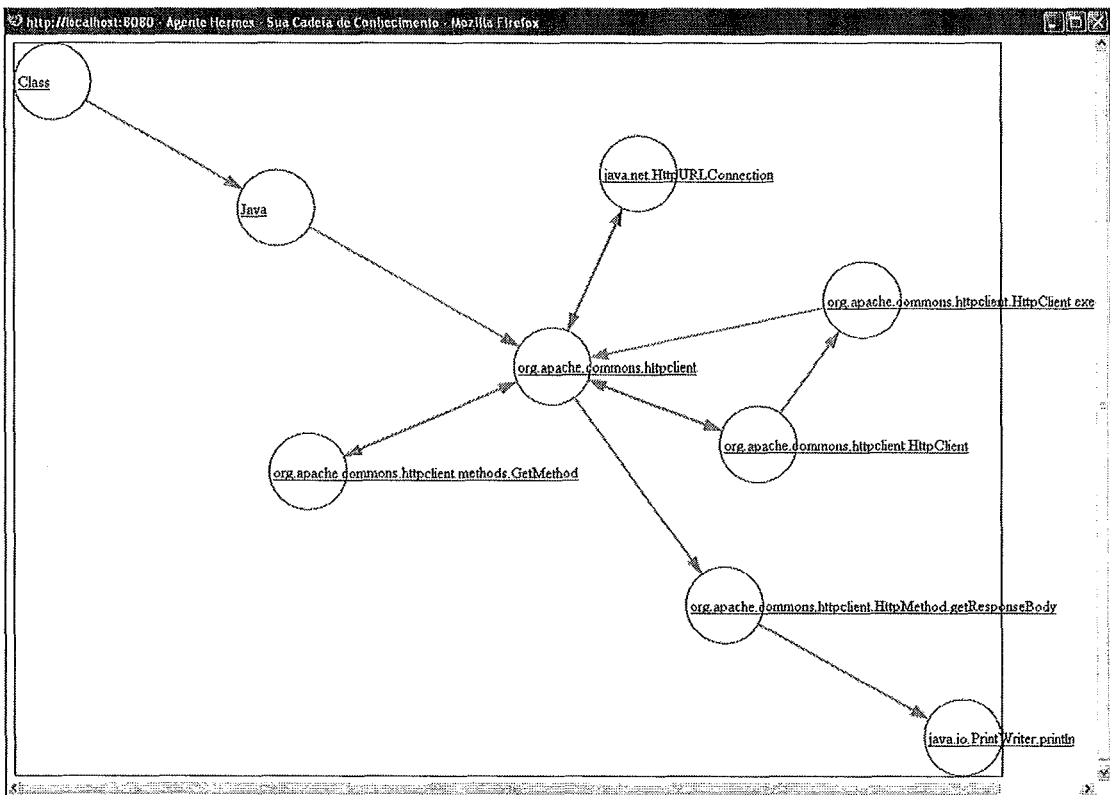 http://localhost:8080 - Agente Hermes - Sua Cadeia de Conhecimento - Mozilla Firefox
Class
java.net.HttpURLConnection
Java
org.apache.commons.httpclient.HttpClient.exe
org.apache.commons.httpclient
org.apache.commons.httpclient.HttpClient
org.apache.commons.httpclient.methods.GetMethod
org.apache.commons.httpclient.HttpMethod.getResponseBody
java.io.PrintWriter.println